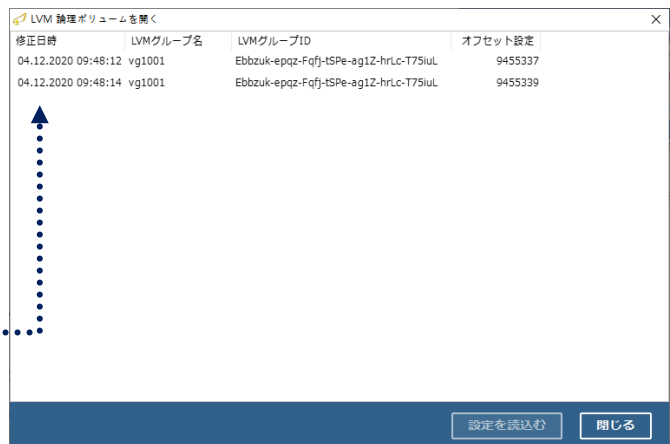 LVM 論理ボリュームを開く
修正日時 LVMグループ名 LVMグループID オフセット設定
04.12.2020 09:48:12 vg1001 Ebbzuk-epqz-Fqfj-tSPe-ag1Z-hrLc-T75iuL 9455337
04.12.2020 09:48:14 vg1001 Ebbzuk-epqz-Fqfj-tSPe-ag1Z-hrLc-T75iuL 9455339
設定を読込む 閉じる